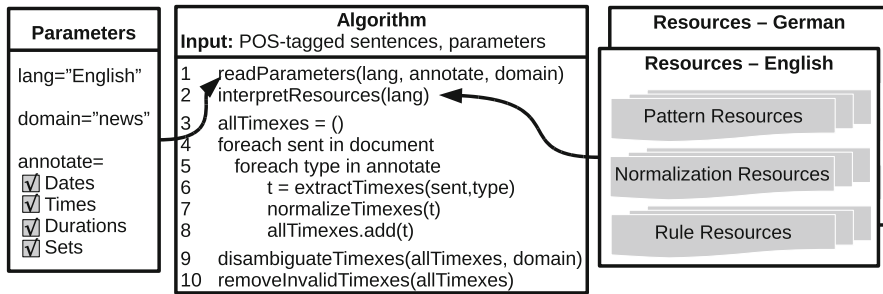 Parameters
lang=”English”
domain=”news”
annotate=
√ Dates
√ Times
√ Durations
√ Sets
Algorithm
Input: POS-tagged sentences, parameters
1 readParameters(lang, annotate, domain)
2 interpretResources(lang)
3 allTimexes = ()
4 foreach sent in document
5 foreach type in annotate
6 t = extractTimexes(sent,type)
7 normalizeTimexes(t)
8 allTimexes.add(t)
9 disambiguateTimexes(allTimexes, domain)
10 removeInvalidTimexes(allTimexes)
Resources – German
Resources – English
Pattern Resources
Normalization Resources
Rule Resources